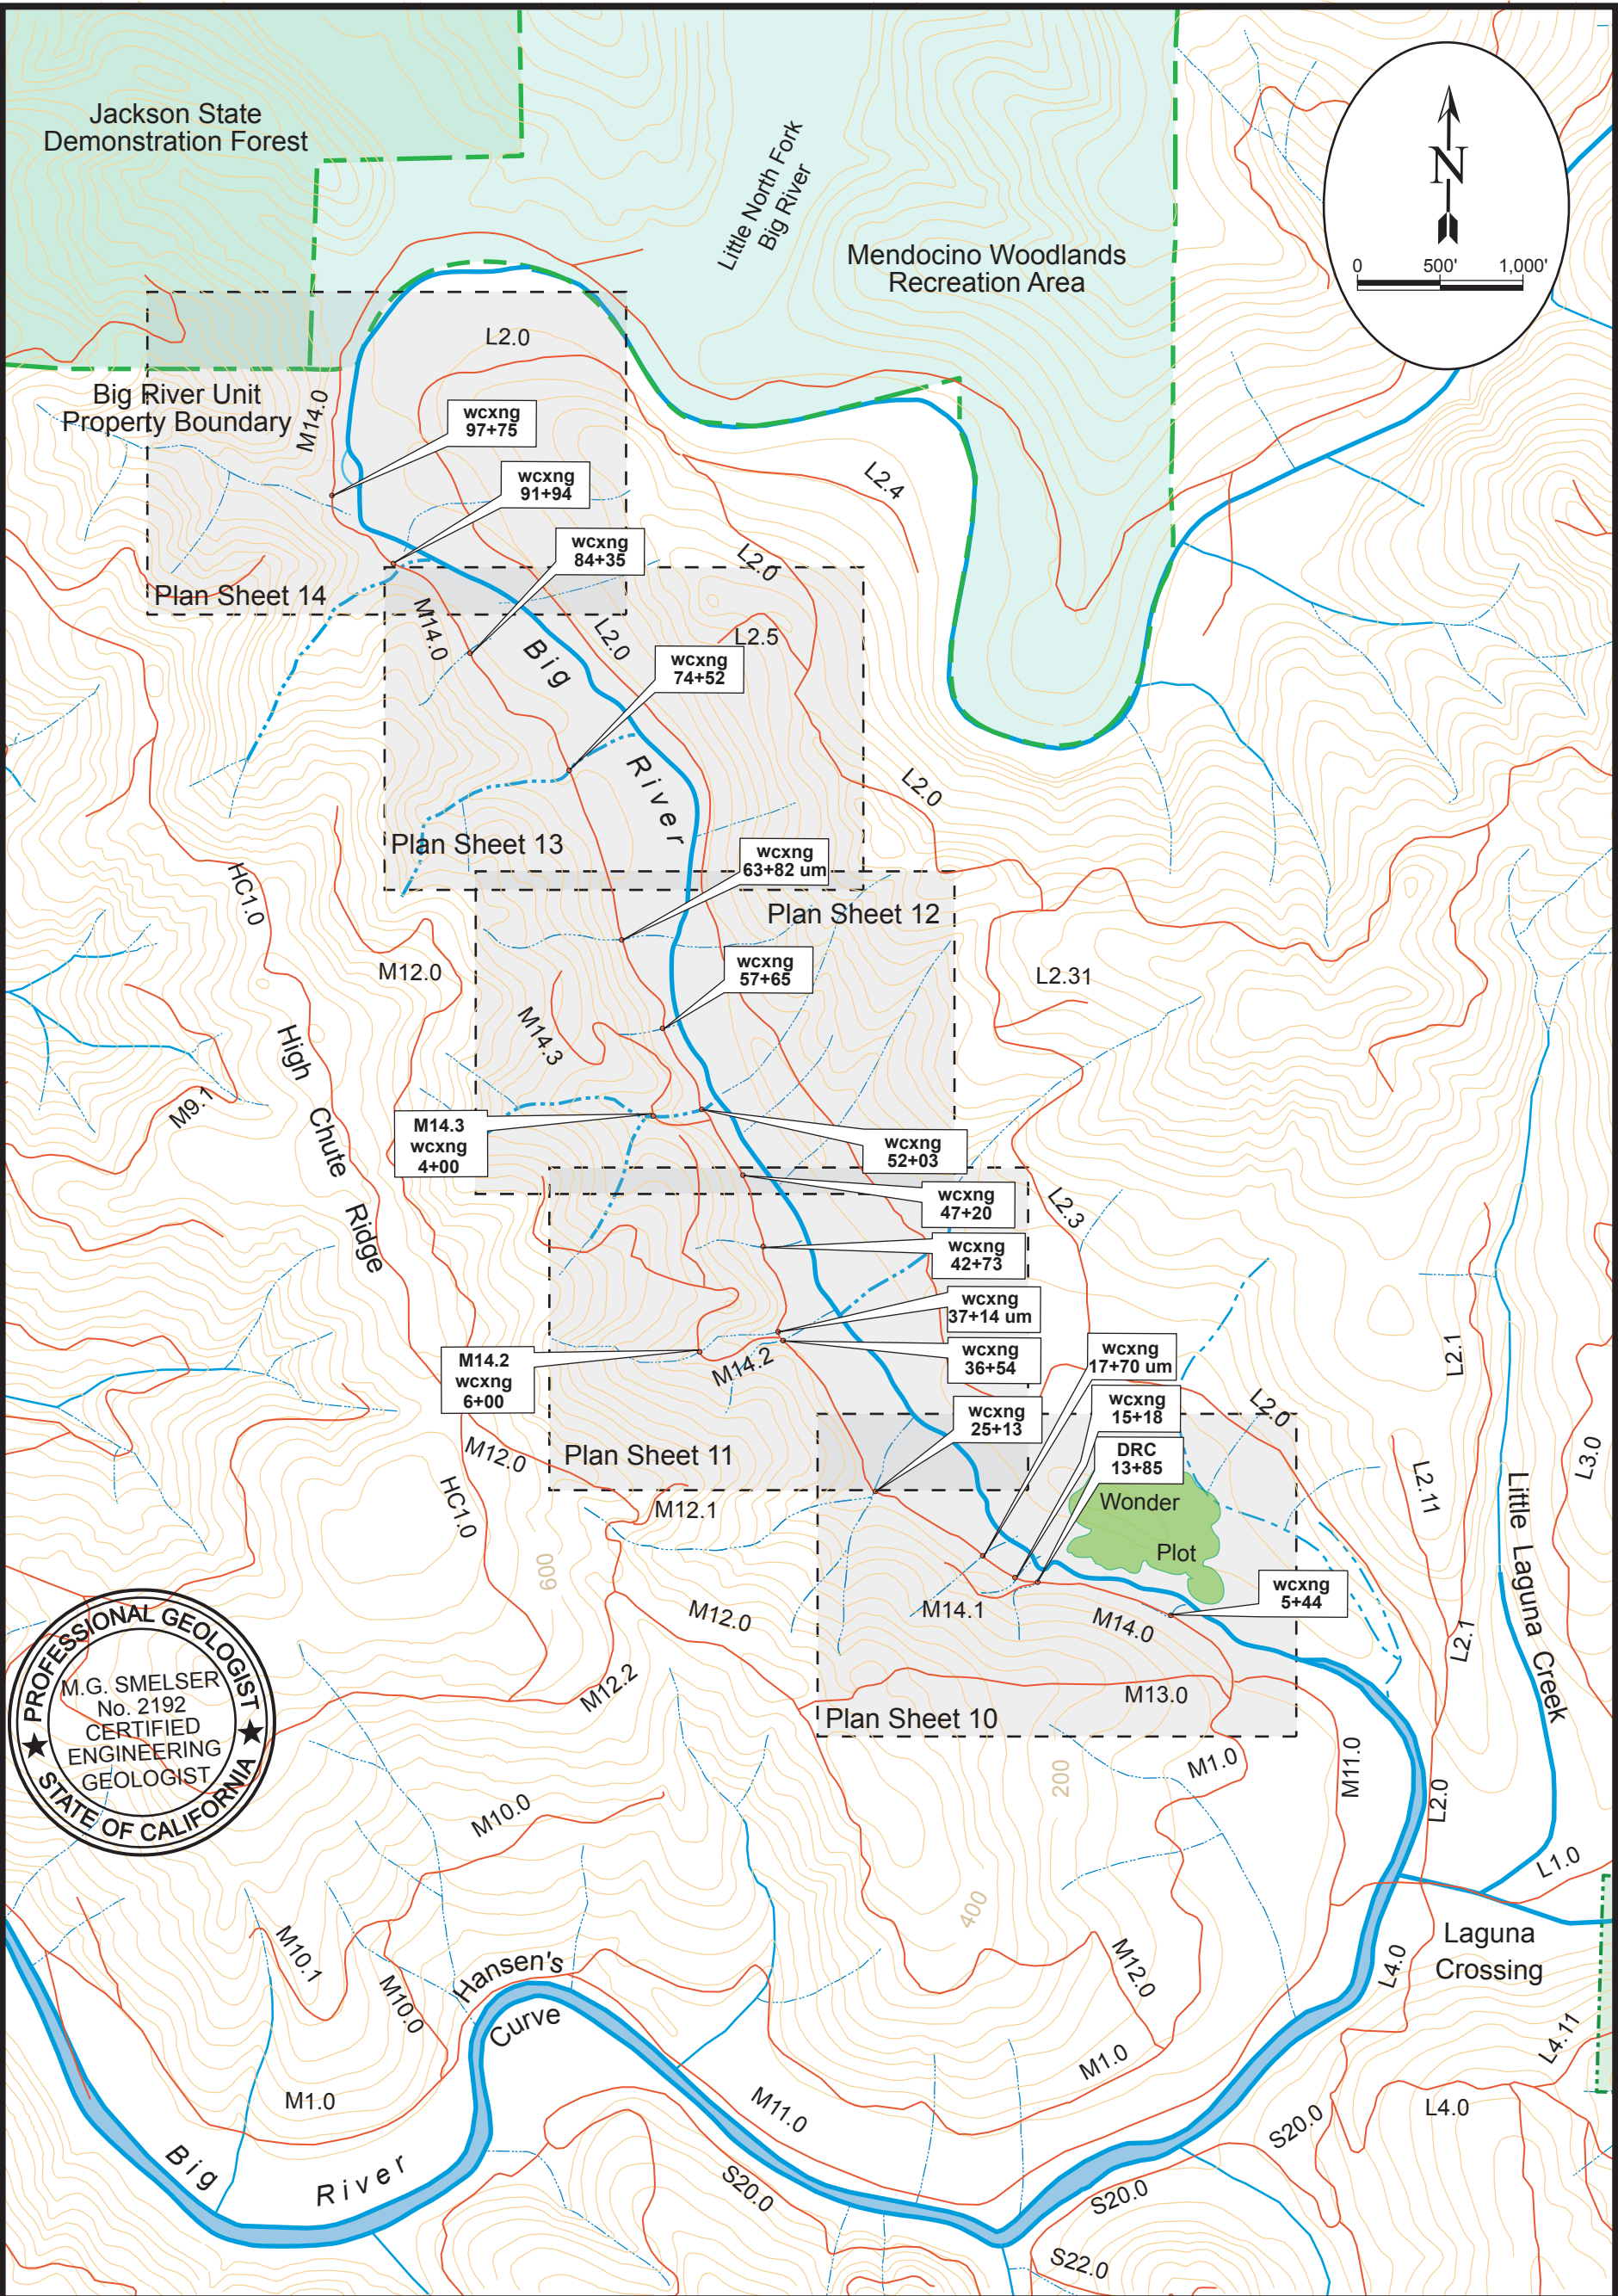 Jackson State
Demonstration Forest
Little North Fork
Big River
Mendocino Woodlands
Recreation Area
N
0 500' 1,000'
L2.0
Big River Unit
Property Boundary
M14.0
wcxng
97+75
wcxng
91+94
L2.4
wcxng
84+35
L2.0
Plan Sheet 14
M14.0
L2.0
L2.5
Big
River
wcxng
74+52
L2.0
Plan Sheet 13
wcxng
63+82 um
HC1.0
Plan Sheet 12
M12.0
wcxng
57+65
L2.31
M14.3
High
Chute
Ridge
M9.1
M14.3
wcxng
4+00
wcxng
52+03
wcxng
47+20
L2.3
wcxng
42+73
wcxng
37+14 um
wcxng
36+54
M14.2
M14.2
wcxng
6+00
wcxng
17+70 um
L2.1
wcxng
15+18
L2.0
wcxng
25+13
DRC
13+85
Plan Sheet 11
M12.0
HC1.0
M12.1
L2.11
L3.0
Little Laguna Creek
Wonder
Plot
600
wcxng
5+44
M14.1
M14.0
M12.0
L2.1
M12.2
M13.0
Plan Sheet 10
PROFESSIONAL GEOLOGIST
M.G. SMELSER
No. 2192
CERTIFIED
ENGINEERING
GEOLOGIST
STATE OF CALIFORNIA
M1.0
200
M11.0
L2.0
M10.0
L1.0
400
Laguna
Crossing
M10.1
M10.0
Hansen's
Curve
M12.0
L4.0
L4.11
M1.0
M1.0
M11.0
L4.0
S20.0
Big
River
S20.0
S20.0
S22.0